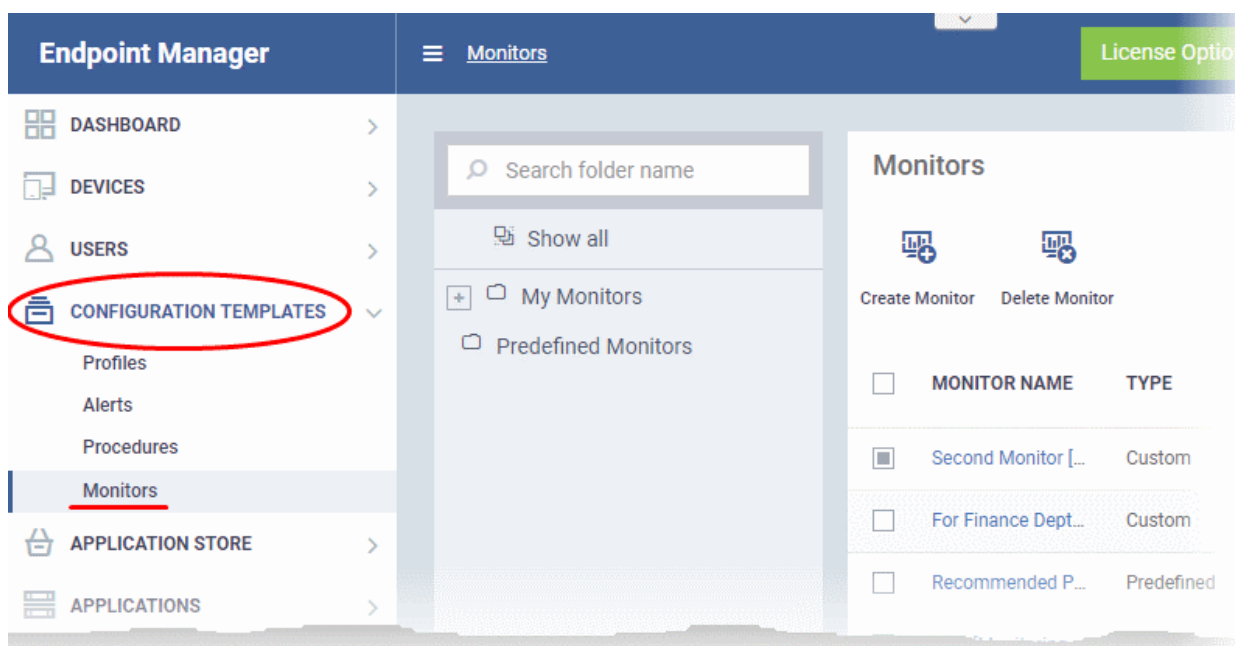 Endpoint Manager
Monitors
License Optio
DASHBOARD
DEVICES
USERS
CONFIGURATION TEMPLATES
Profiles
Alerts
Procedures
Monitors
APPLICATION STORE
APPLICATIONS
Search folder name
Show all
My Monitors
Predefined Monitors
Monitors
Create Monitor Delete Monitor
MONITOR NAME TYPE
Second Monitor [... Custom
For Finance Dept... Custom
Recommended P... Predefined